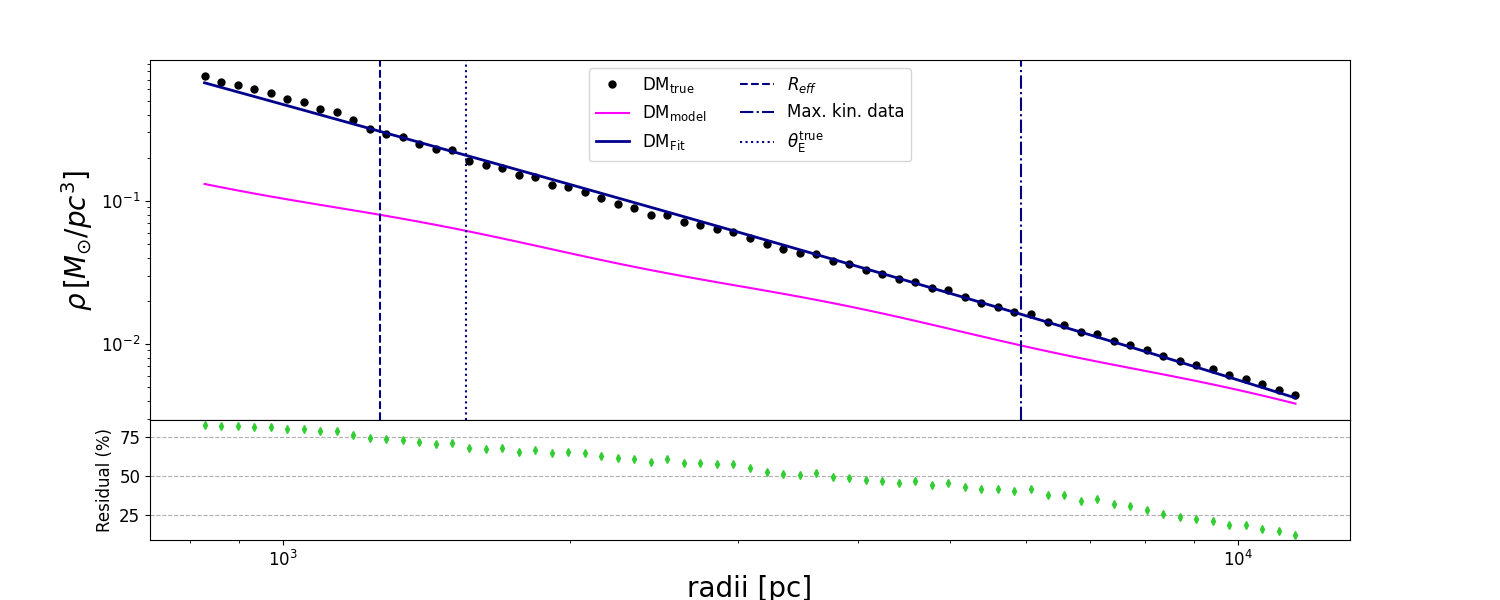 DM_true
DM_model
DM_Fit
R_eff
Max. kin. data
θ_E^true
ρ [M_⊙/pc^3]
10^−1
10^−2
Residual (%)
75
50
25
10^3
10^4
radii [pc]